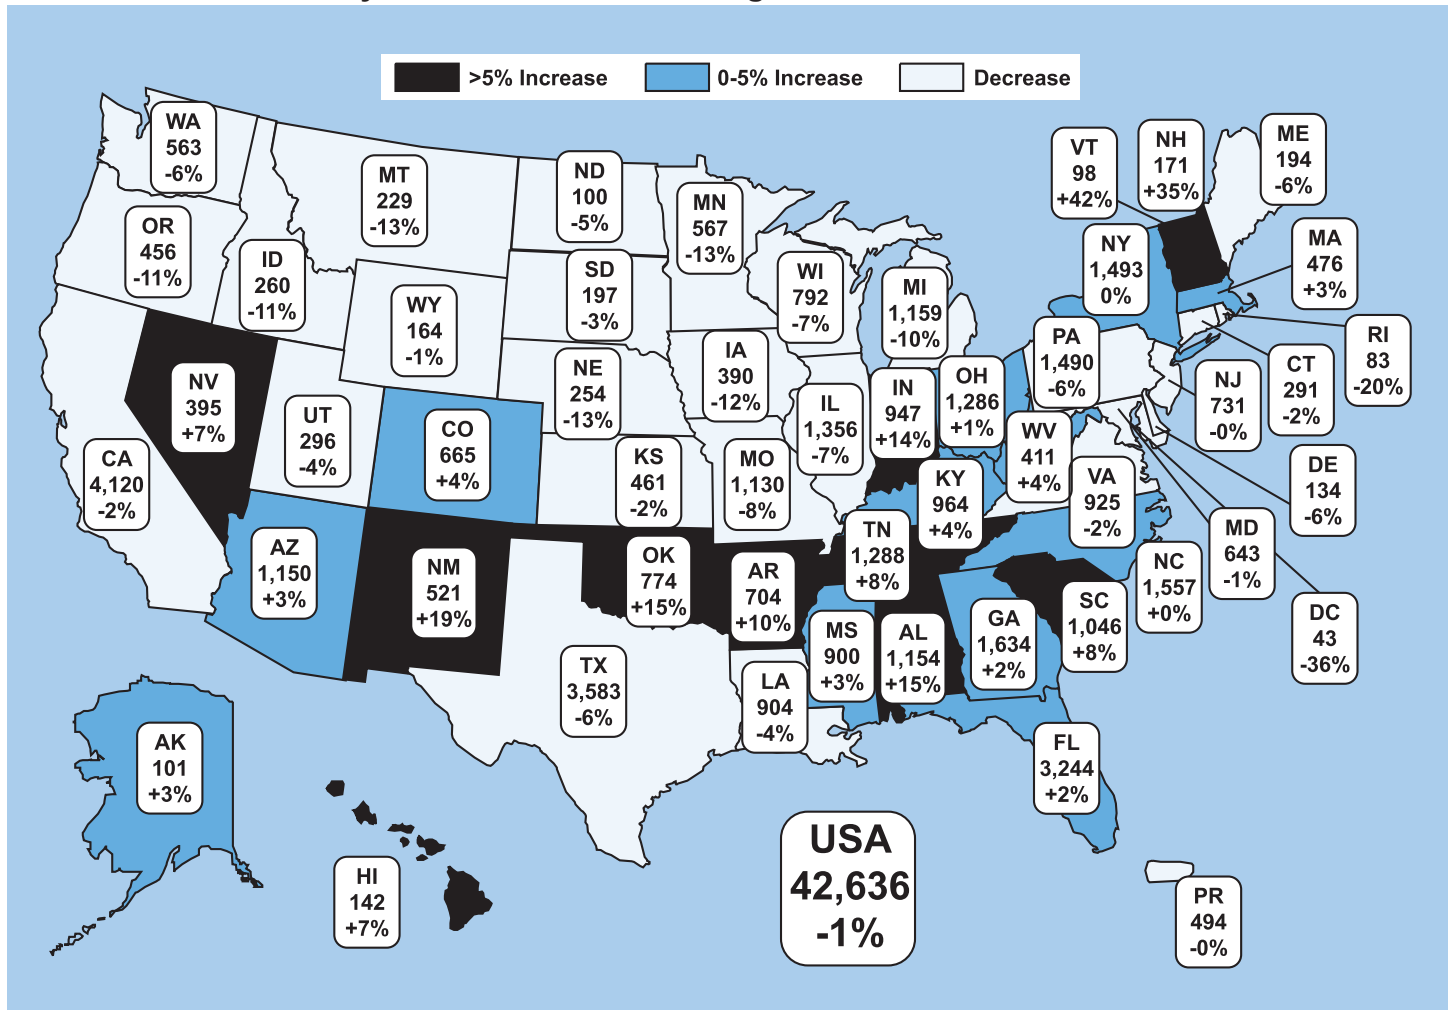 >5% Increase
0-5% Increase
Decrease
WA
563
-6%
OR
456
-11%
ID
260
-11%
MT
229
-13%
ND
100
-5%
MN
567
-13%
SD
197
-3%
WY
164
-1%
NE
254
-13%
IA
390
-12%
WI
792
-7%
MI
1,159
-10%
VT
98
+42%
NH
171
+35%
ME
194
-6%
NY
1,493
0%
MA
476
+3%
RI
83
-20%
CT
291
-2%
NJ
731
-0%
PA
1,490
-6%
OH
1,286
+1%
IN
947
+14%
IL
1,356
-7%
NV
395
+7%
UT
296
-4%
CO
665
+4%
CA
4,120
-2%
KS
461
-2%
MO
1,130
-8%
KY
964
+4%
WV
411
+4%
VA
925
-2%
DE
134
-6%
MD
643
-1%
DC
43
-36%
NC
1,557
+0%
TN
1,288
+8%
AZ
1,150
+3%
NM
521
+19%
OK
774
+15%
AR
704
+10%
MS
900
+3%
AL
1,154
+15%
GA
1,634
+2%
SC
1,046
+8%
TX
3,583
-6%
LA
904
-4%
FL
3,244
+2%
AK
101
+3%
HI
142
+7%
USA
42,636
-1%
PR
494
-0%